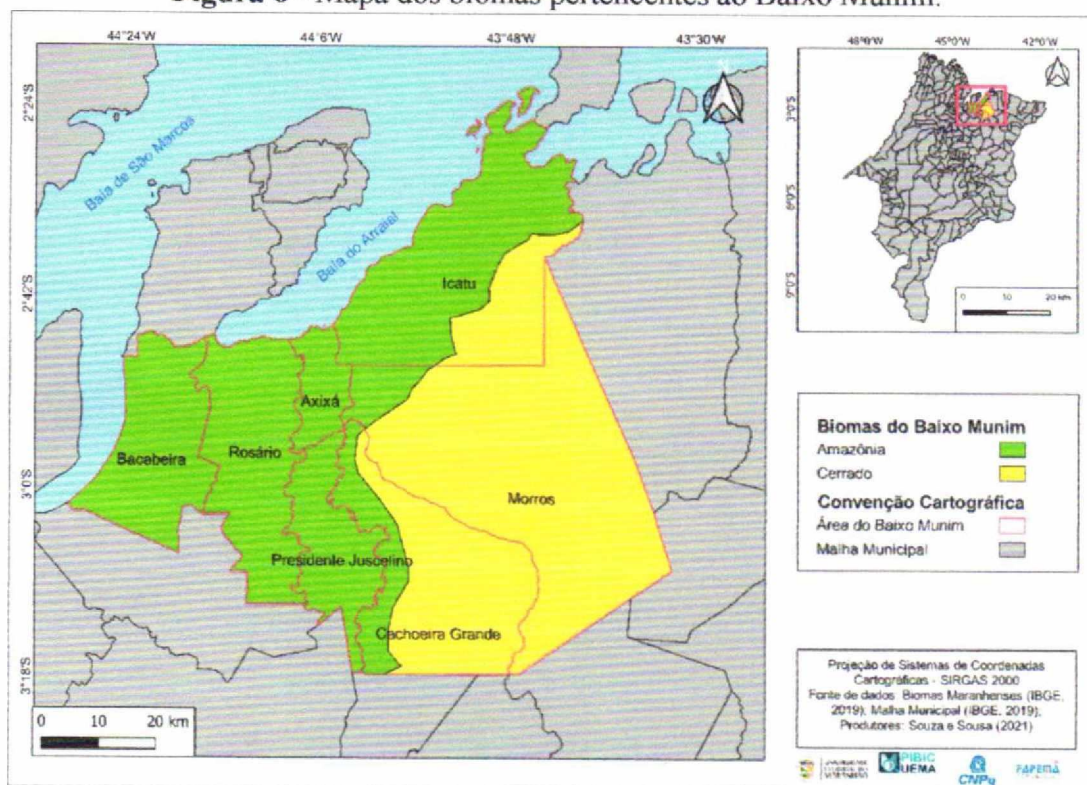 Figura 6 - Mapa dos biomas pertencentes ao Baixo Munim.
44°24'W 44°6'W 43°48'W 43°30'W
2°24'S
2°42'S
3°0'S
3°18'S
Baía de São Marcos
Baía do Arraial
Icatu
Axixá
Bacabeira
Rosário
Morros
Presidente Juscelino
Cachoeira Grande
0 10 20 km
48°0'W 45°0'W 42°0'W
3°0'S
6°0'S
9°0'S
0 10 20 km
Biomas do Baixo Munim
Amazônia
Cerrado
Convenção Cartográfica
Área do Baixo Munim
Malha Municipal
Projeção de Sistemas de Coordenadas
Cartográficas - SIRGAS 2000
Fonte de dados: Biomas Maranhenses (IBGE,
2019); Malha Municipal (IBGE, 2019);
Produtores: Souza e Sousa (2021)
PIBIC
UEMA
CNPq
FAPEMA